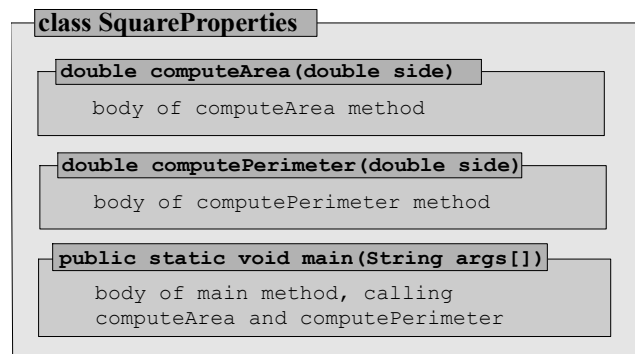 class SquareProperties
double computeArea(double side)
body of computeArea method
double computePerimeter(double side)
body of computePerimeter method
public static void main(String args[])
body of main method, calling
computeArea and computePerimeter